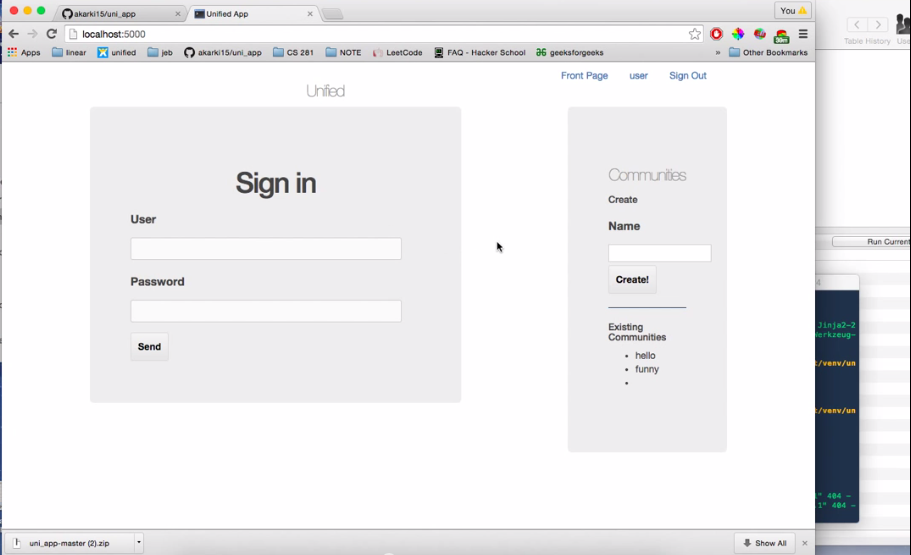 akarki15/uni_app
Unified App
You
localhost:5000
Apps
linear
unified
jeb
akarki15/uni_app
CS 281
NOTE
LeetCode
FAQ - Hacker School
geeksforgeeks
»
Other Bookmarks
Table History
Front Page
user
Sign Out
Unified
Sign in
User
Password
Send
Communities
Create
Name
Create!
Existing
Communities
hello
funny
Run Current
4
Jinja2-2
Werkzeug-
t/venv/un
t/venv/un
1" 404 -
.1" 404 -
uni_app-master (2).zip
Show All